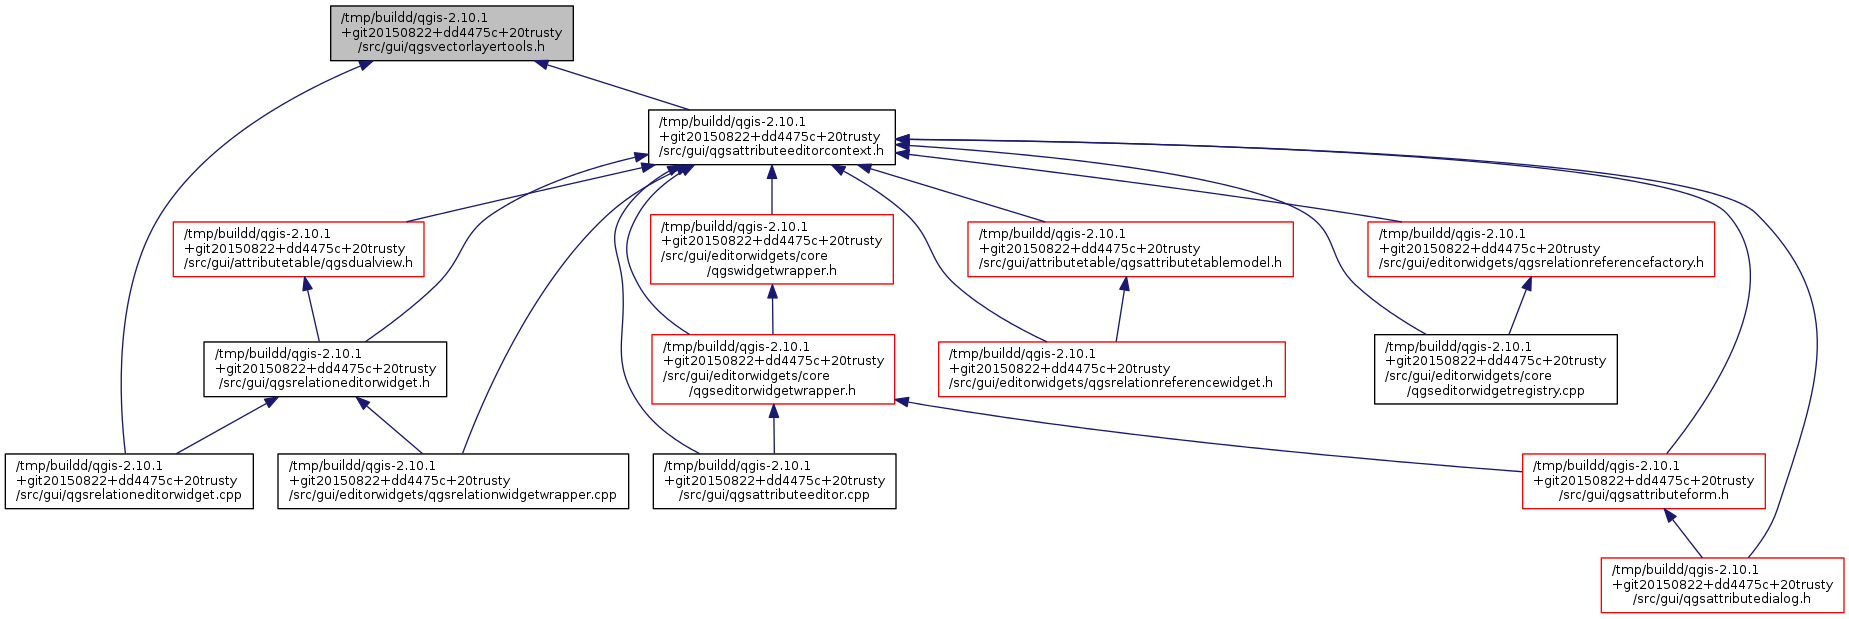 /tmp/buildd/qgis-2.10.1
+git20150822+dd4475c+20trusty
/src/gui/qgsvectorlayertools.h
/tmp/buildd/qgis-2.10.1
+git20150822+dd4475c+20trusty
/src/gui/qgsattributeeditorcontext.h
/tmp/buildd/qgis-2.10.1
+git20150822+dd4475c+20trusty
/src/gui/attributetable/qgsdualview.h
/tmp/buildd/qgis-2.10.1
+git20150822+dd4475c+20trusty
/src/gui/editorwidgets/core
/qgswidgetwrapper.h
/tmp/buildd/qgis-2.10.1
+git20150822+dd4475c+20trusty
/src/gui/attributetable/qgsattributetablemodel.h
/tmp/buildd/qgis-2.10.1
+git20150822+dd4475c+20trusty
/src/gui/editorwidgets/qgsrelationreferencefactory.h
/tmp/buildd/qgis-2.10.1
+git20150822+dd4475c+20trusty
/src/gui/qgsrelationeditorwidget.h
/tmp/buildd/qgis-2.10.1
+git20150822+dd4475c+20trusty
/src/gui/editorwidgets/core
/qgseditorwidgetwrapper.h
/tmp/buildd/qgis-2.10.1
+git20150822+dd4475c+20trusty
/src/gui/editorwidgets/qgsrelationreferencewidget.h
/tmp/buildd/qgis-2.10.1
+git20150822+dd4475c+20trusty
/src/gui/editorwidgets/core
/qgseditorwidgetregistry.cpp
/tmp/buildd/qgis-2.10.1
+git20150822+dd4475c+20trusty
/src/gui/qgsrelationeditorwidget.cpp
/tmp/buildd/qgis-2.10.1
+git20150822+dd4475c+20trusty
/src/gui/editorwidgets/qgsrelationwidgetwrapper.cpp
/tmp/buildd/qgis-2.10.1
+git20150822+dd4475c+20trusty
/src/gui/qgsattributeeditor.cpp
/tmp/buildd/qgis-2.10.1
+git20150822+dd4475c+20trusty
/src/gui/qgsattributeform.h
/tmp/buildd/qgis-2.10.1
+git20150822+dd4475c+20trusty
/src/gui/qgsattributedialog.h